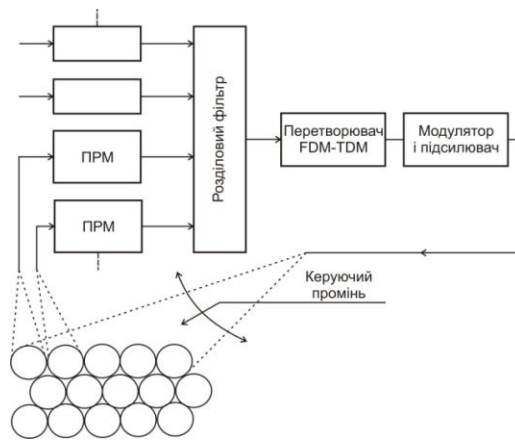 ПРМ
ПРМ
Розділовий фільтр
Перетворювач
FDM-TDM
Модулятор
і підсилювач
Керуючий
промінь